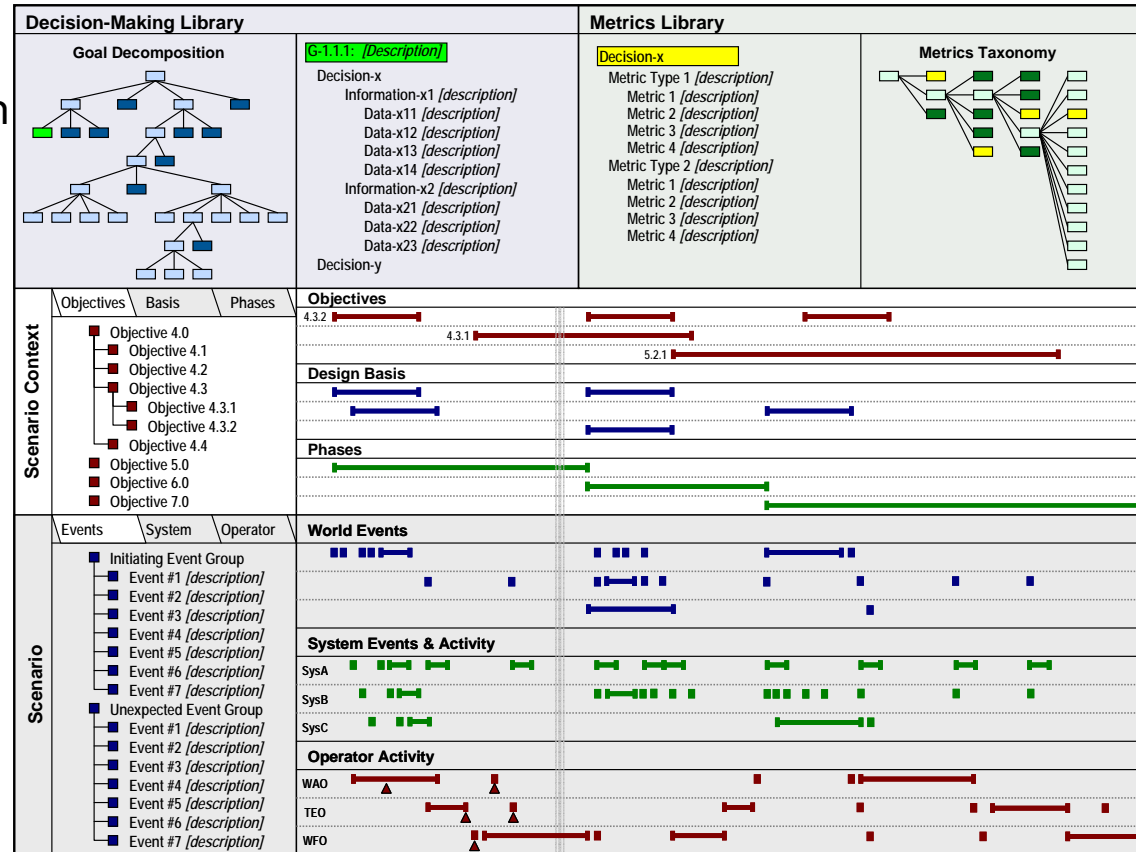 n
Decision-Making Library
Metrics Library
Goal Decomposition
G-1.1.1: [Description]
Decision-x
Information-x1 [description]
Data-x11 [description]
Data-x12 [description]
Data-x13 [description]
Data-x14 [description]
Information-x2 [description]
Data-x21 [description]
Data-x22 [description]
Data-x23 [description]
Decision-y
Decision-x
Metric Type 1 [description]
Metric 1 [description]
Metric 2 [description]
Metric 3 [description]
Metric 4 [description]
Metric Type 2 [description]
Metric 1 [description]
Metric 2 [description]
Metric 3 [description]
Metric 4 [description]
Metrics Taxonomy
Scenario Context
Objectives Basis Phases
Objective 4.0
Objective 4.1
Objective 4.2
Objective 4.3
Objective 4.3.1
Objective 4.3.2
Objective 4.4
Objective 5.0
Objective 6.0
Objective 7.0
Objectives
4.3.2
4.3.1
5.2.1
Design Basis
Phases
Scenario
Events System Operator
Initiating Event Group
Event #1 [description]
Event #2 [description]
Event #3 [description]
Event #4 [description]
Event #5 [description]
Event #6 [description]
Event #7 [description]
Unexpected Event Group
Event #1 [description]
Event #2 [description]
Event #3 [description]
Event #4 [description]
Event #5 [description]
Event #6 [description]
Event #7 [description]
World Events
System Events & Activity
SysA
SysB
SysC
Operator Activity
WAO
TEO
WFO